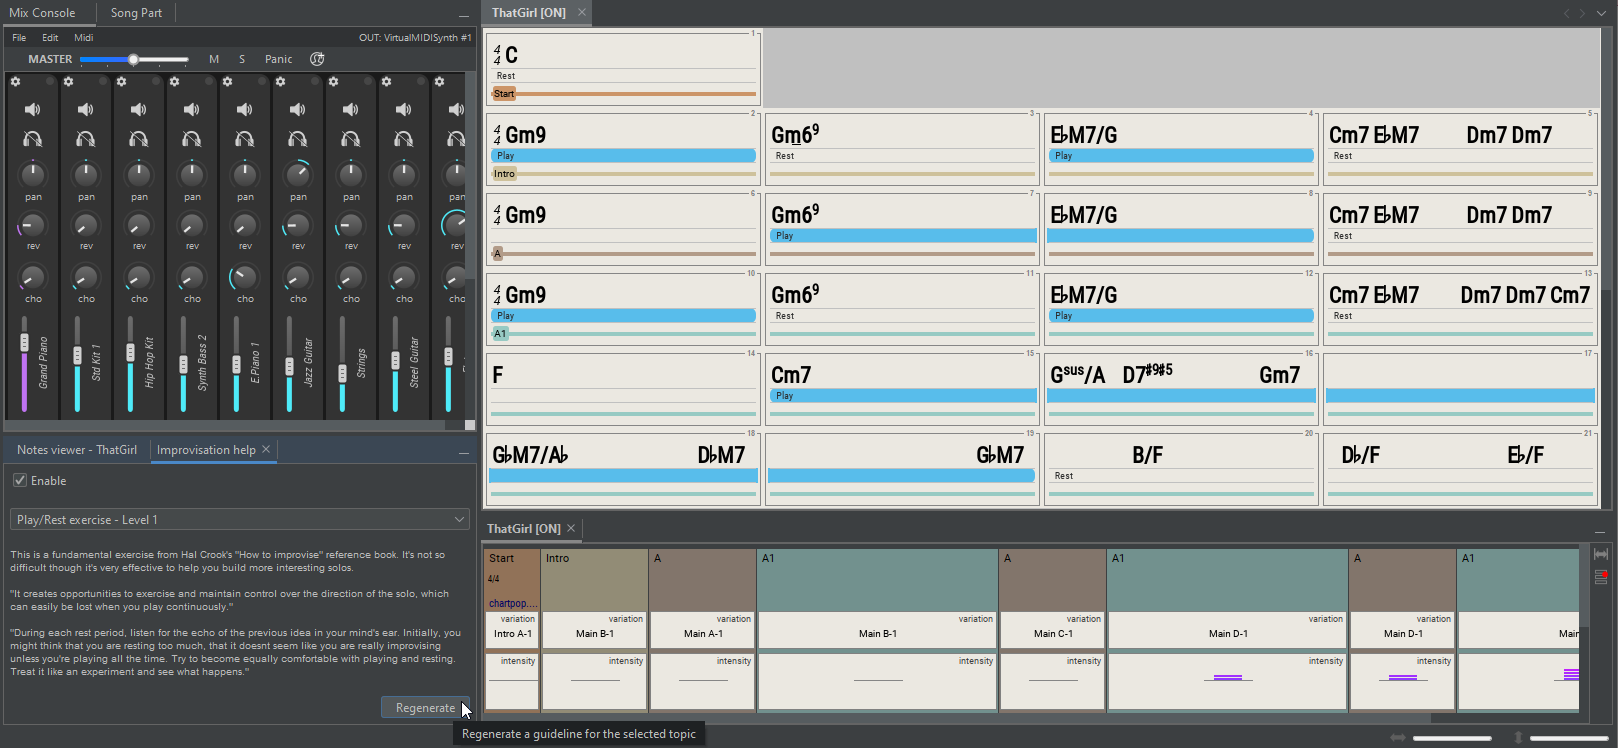 Mix Console
Song Part
File Edit Midi
OUT: VirtualMIDISynth #1
MASTER M S Panic
pan pan pan pan pan pan pan pan
rev rev rev rev rev rev rev rev rev
cho cho cho cho cho cho cho cho
Grand Piano
Std Kit 1
Hip Hop Kit
Synth Bass 2
E.Piano 1
Jazz Guitar
Strings
Steel Guitar
Notes viewer - ThatGirl
Improvisation help
Enable
Play/Rest exercise - Level 1
This is a fundamental exercise from Hal Crook's "How to improvise" reference book. It's not so
difficult though it's very effective to help you build more interesting solos.
"It creates opportunities to exercise and maintain control over the direction of the solo, which
can easily be lost when you play continuously."
"During each rest period, listen for the echo of the previous idea in your mind's ear. Initially, you
might think that you are resting too much, that it doesnt seem like you are really improvising
unless you're playing all the time. Try to become equally comfortable with playing and resting.
Treat it like an experiment and see what happens."
Regenerate
Regenerate a guideline for the selected topic
ThatGirl [ON]
1
4/4 C
Rest
Start
2 3 4 5
4/4 Gm9 Gm6⁹ E♭M7/G Cm7 E♭M7 Dm7 Dm7
Play Rest Play Rest
Intro
6 7 8 9
4/4 Gm9 Gm6⁹ E♭M7/G Cm7 E♭M7 Dm7 Dm7
Play Rest
A
10 11 12 13
4/4 Gm9 Gm6⁹ E♭M7/G Cm7 E♭M7 Dm7 Dm7 Cm7
Play Rest Play Rest
A1
14 15 16 17
F Cm7 Gsus/A D7#9#5 Gm7
Play
18 19 20 21
G♭M7/A♭ D♭M7 G♭M7 B/F D♭/F E♭/F
Rest
ThatGirl [ON]
Start Intro A A1 A A1 A A1
4/4
chartpop....
variation variation variation variation variation variation variation
Intro A-1 Main B-1 Main A-1 Main B-1 Main C-1 Main D-1 Main D-1
intensity intensity intensity intensity intensity intensity intensity